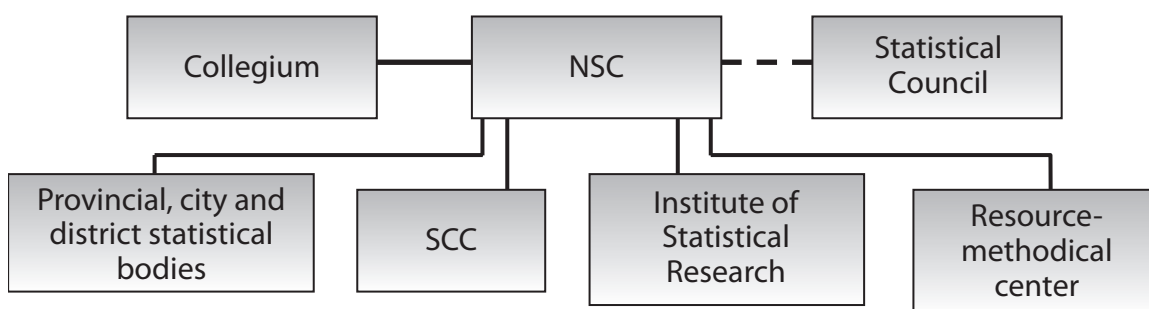 Collegium
NSC
Statistical
Council
Provincial, city and
district statistical
bodies
SCC
Institute of
Statistical
Research
Resource-
methodical
center